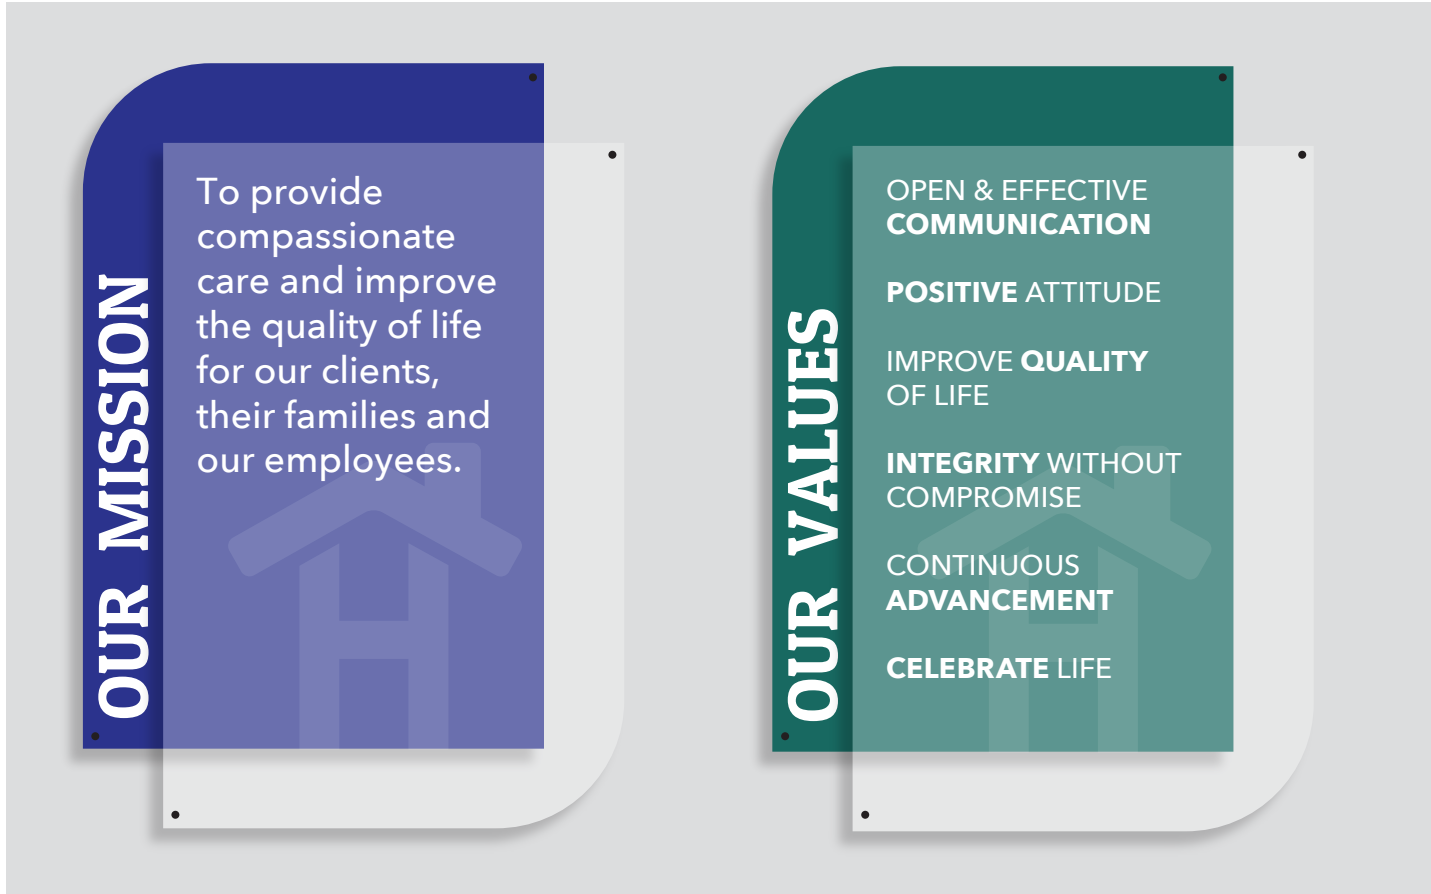 OUR MISSION
To provide
compassionate
care and improve
the quality of life
for our clients,
their families and
our employees.
OUR VALUES
OPEN & EFFECTIVE
COMMUNICATION
POSITIVE ATTITUDE
IMPROVE QUALITY
OF LIFE
INTEGRITY WITHOUT
COMPROMISE
CONTINUOUS
ADVANCEMENT
CELEBRATE LIFE